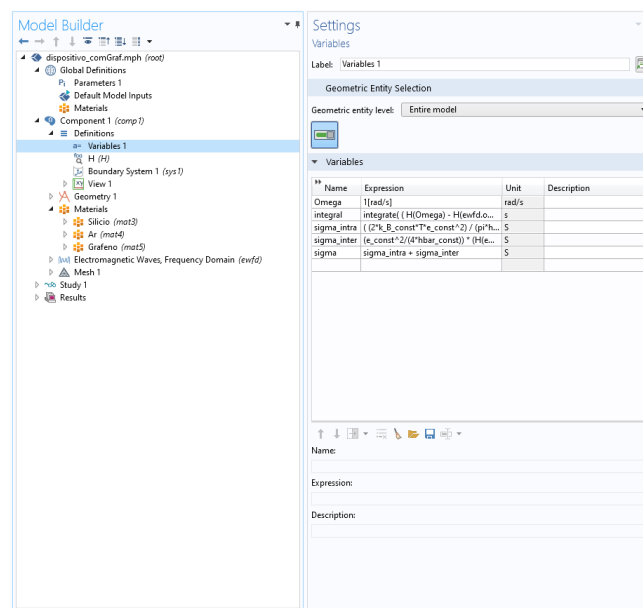 Model Builder
dispositivo_comGraf.mph (root)
Global Definitions
Pi Parameters 1
Default Model Inputs
Materials
Component 1 (comp1)
Definitions
a= Variables 1
H (H)
Boundary System 1 (sys1)
View 1
Geometry 1
Materials
Silicio (mat3)
Ar (mat4)
Grafeno (mat5)
Electromagnetic Waves, Frequency Domain (ewfd)
Mesh 1
Study 1
Results
Settings
Variables
Label: Variables 1
Geometric Entity Selection
Geometric entity level: Entire model
Variables
Name Expression Unit Description
Omega 1[rad/s] rad/s
integral integrate( ( H(Omega) - H(ewfd.o... s
sigma_intra ( (2*k_B_const*T*e_const^2) / (pi*h... S
sigma_inter (e_const^2/(4*hbar_const)) * (H(e... S
sigma sigma_intra + sigma_inter S
Name:
Expression:
Description: